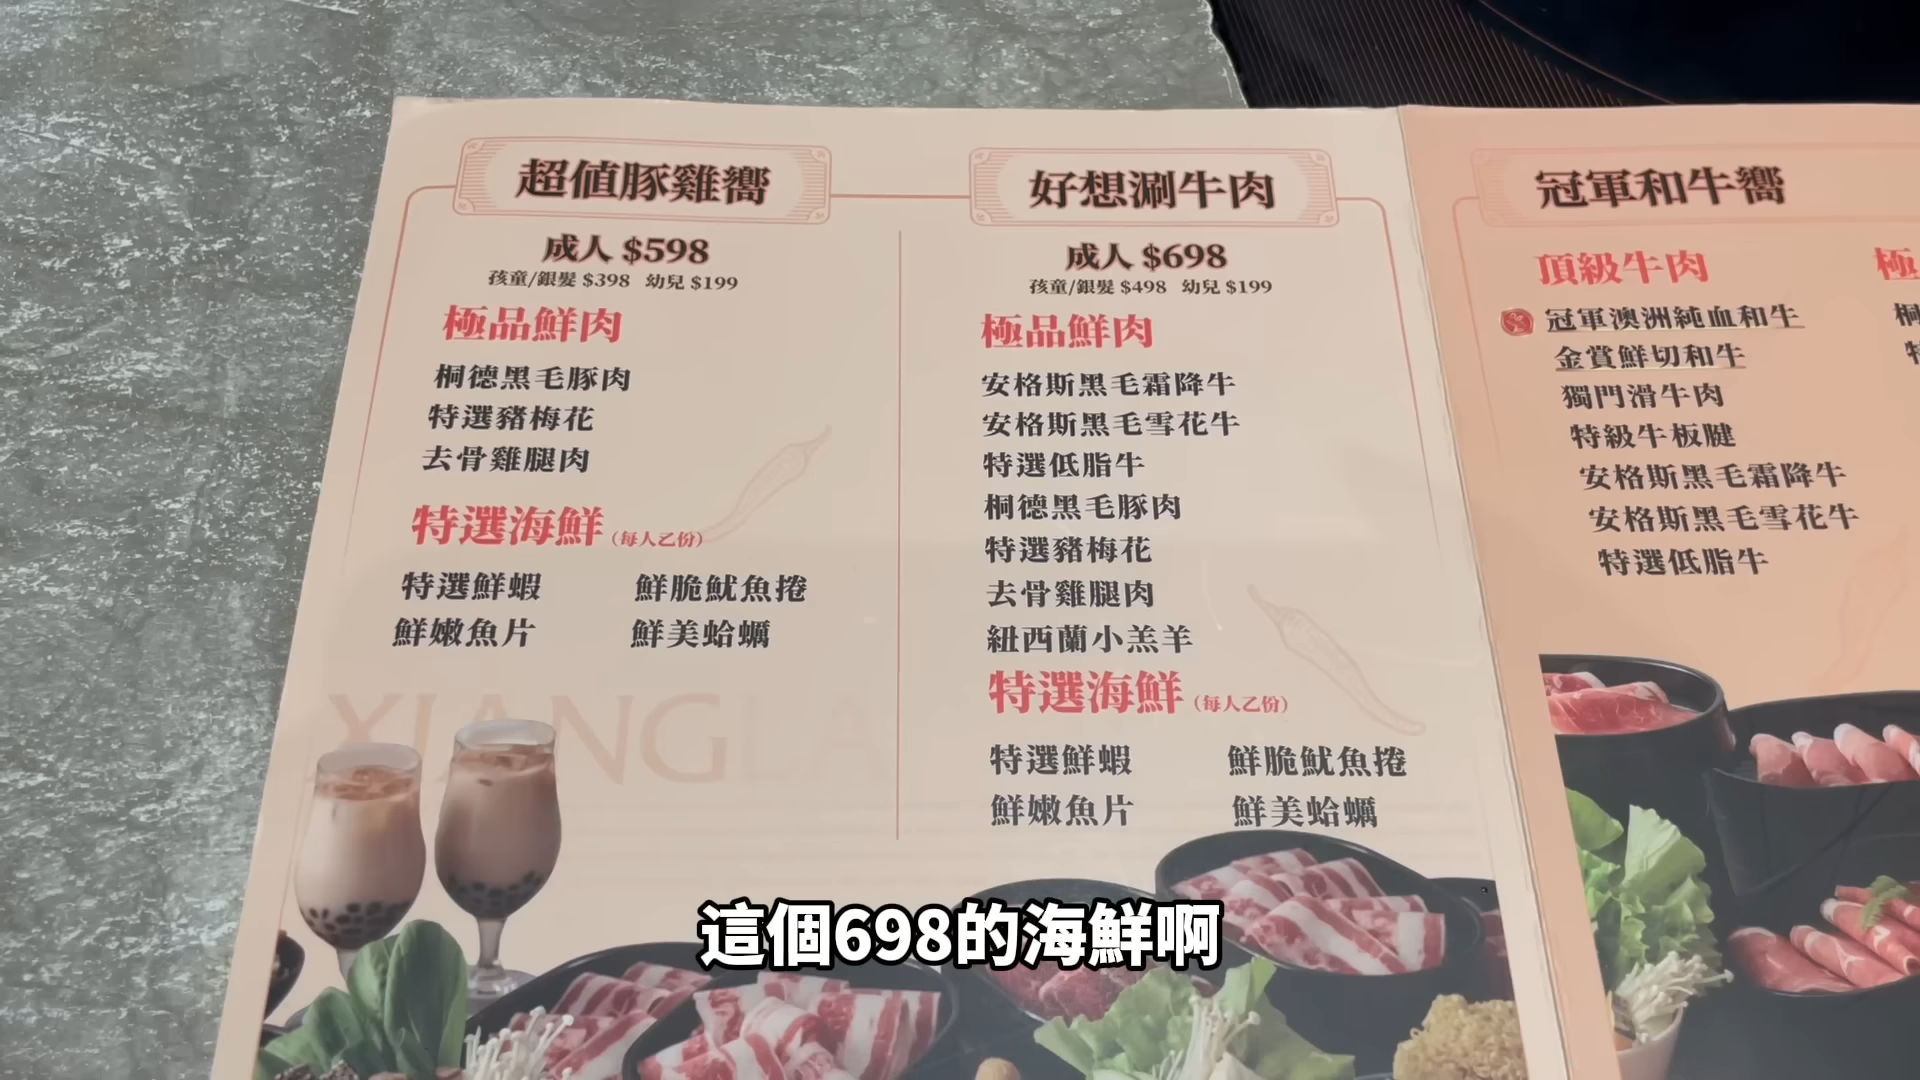 超值豚雞嚮
成人 $598
孩童/銀髮 $398 幼兒 $199
極品鮮肉
桐德黑毛豚肉
特選豬梅花
去骨雞腿肉
特選海鮮 (每人乙份)
特選鮮蝦 鮮脆魷魚捲
鮮嫩魚片 鮮美蛤蠣
XIANGLA
好想涮牛肉
成人 $698
孩童/銀髮 $498 幼兒 $199
極品鮮肉
安格斯黑毛霜降牛
安格斯黑毛雪花牛
特選低脂牛
桐德黑毛豚肉
特選豬梅花
去骨雞腿肉
紐西蘭小羔羊
特選海鮮 (每人乙份)
特選鮮蝦 鮮脆魷魚捲
鮮嫩魚片 鮮美蛤蠣
冠軍和牛嚮
頂級牛肉
冠軍澳洲純血和牛
金賞鮮切和牛
獨門滑牛肉
特級牛板腱
安格斯黑毛霜降牛
安格斯黑毛雪花牛
特選低脂牛
極
桐
這個698的海鮮啊